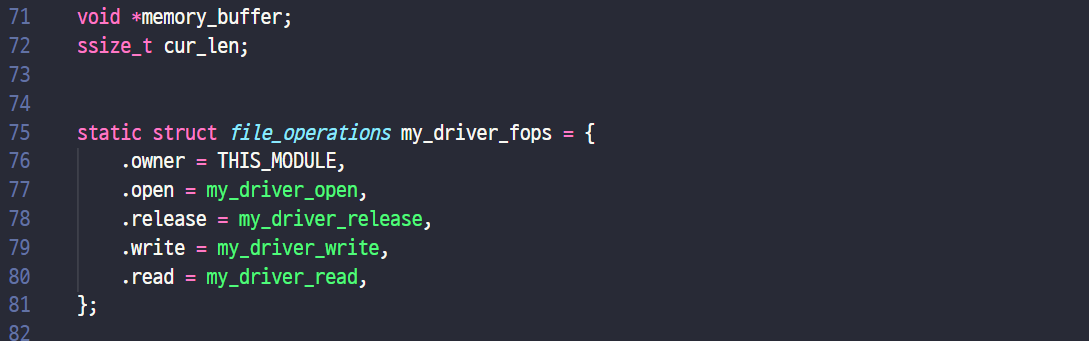 71 void *memory_buffer;
72 ssize_t cur_len;
73
74
75 static struct file_operations my_driver_fops = {
76 .owner = THIS_MODULE,
77 .open = my_driver_open,
78 .release = my_driver_release,
79 .write = my_driver_write,
80 .read = my_driver_read,
81 };
82